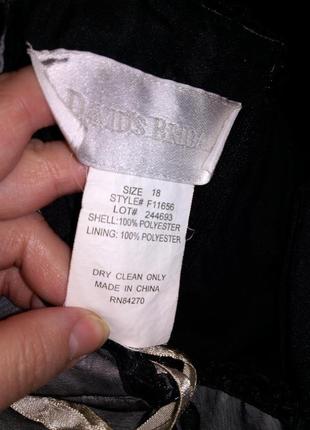 DAVID'S BRIDAL
SIZE 18
STYLE# F11656
LOT# 244693
SHELL:100% POLYESTER
LINING: 100% POLYESTER
DRY CLEAN ONLY
MADE IN CHINA
RN84270